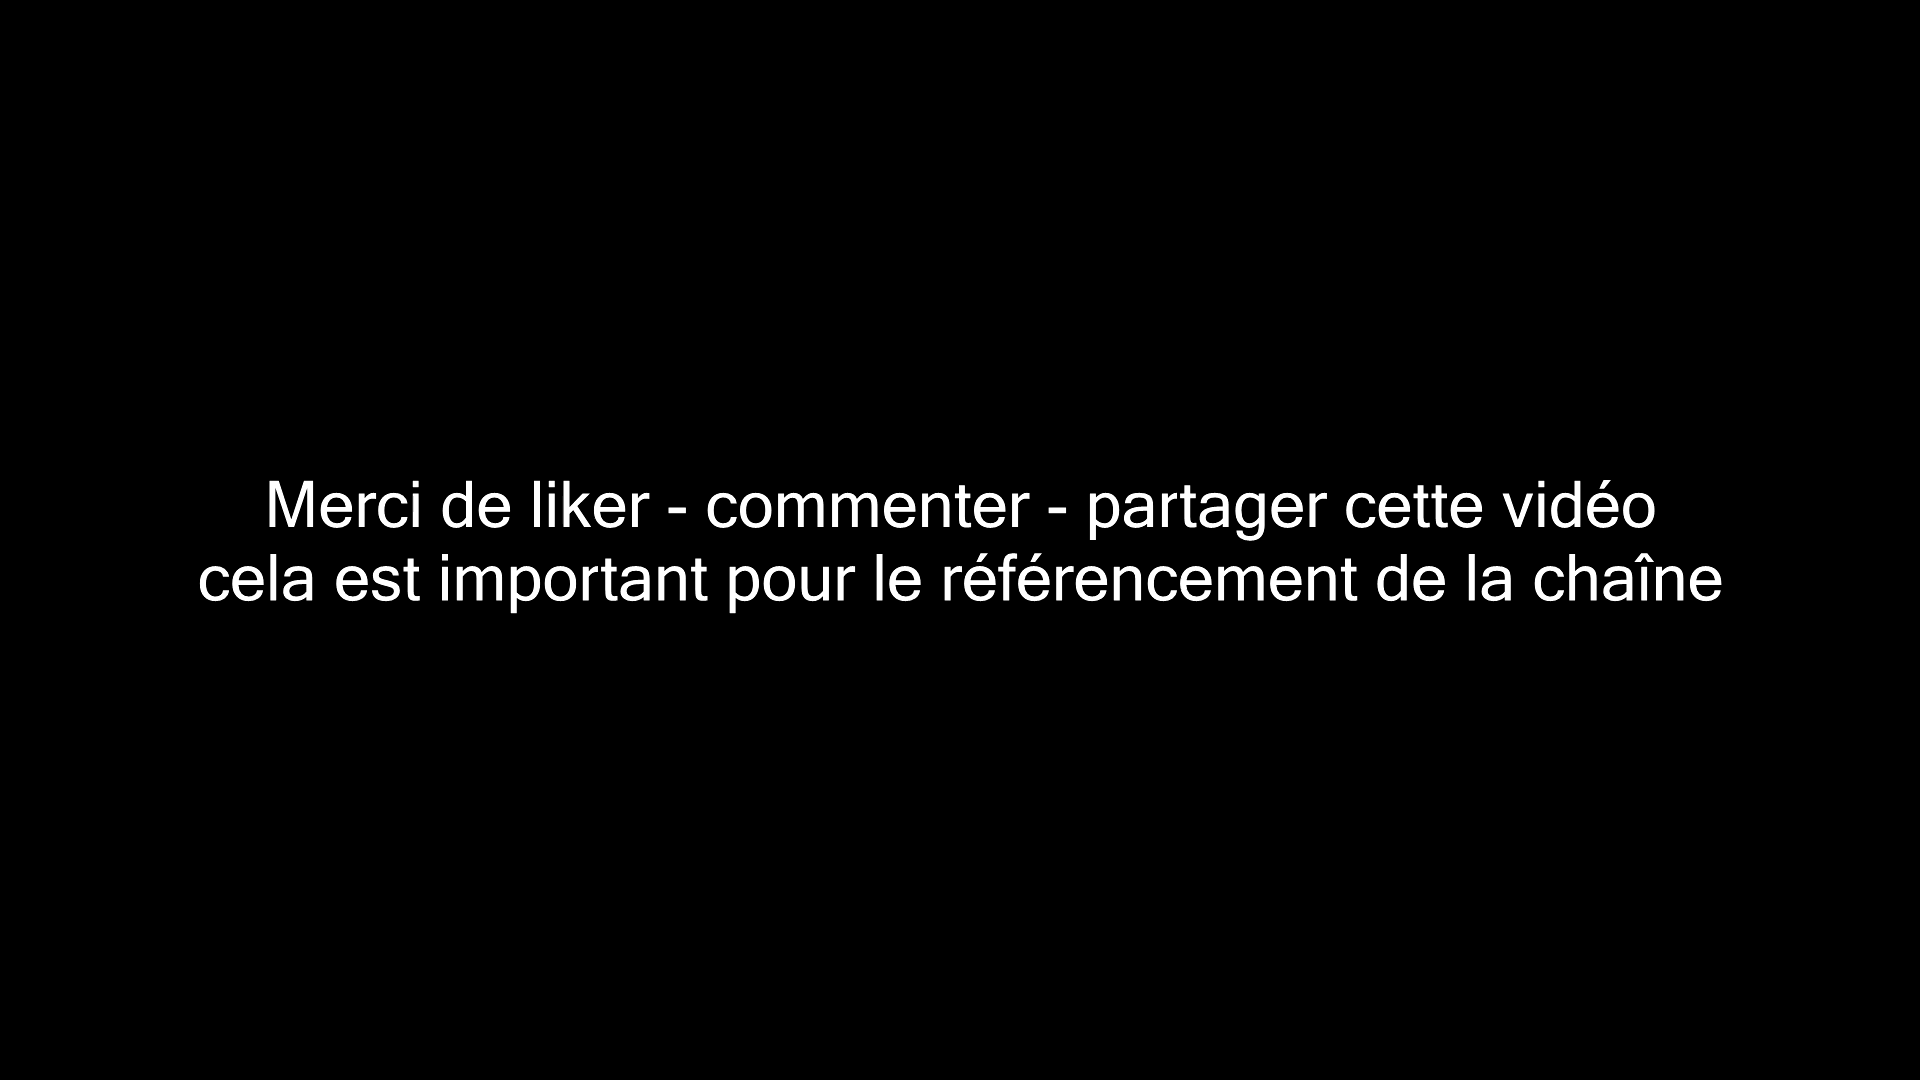 Merci de liker - commenter - partager cette vidéo
cela est important pour le référencement de la chaîne